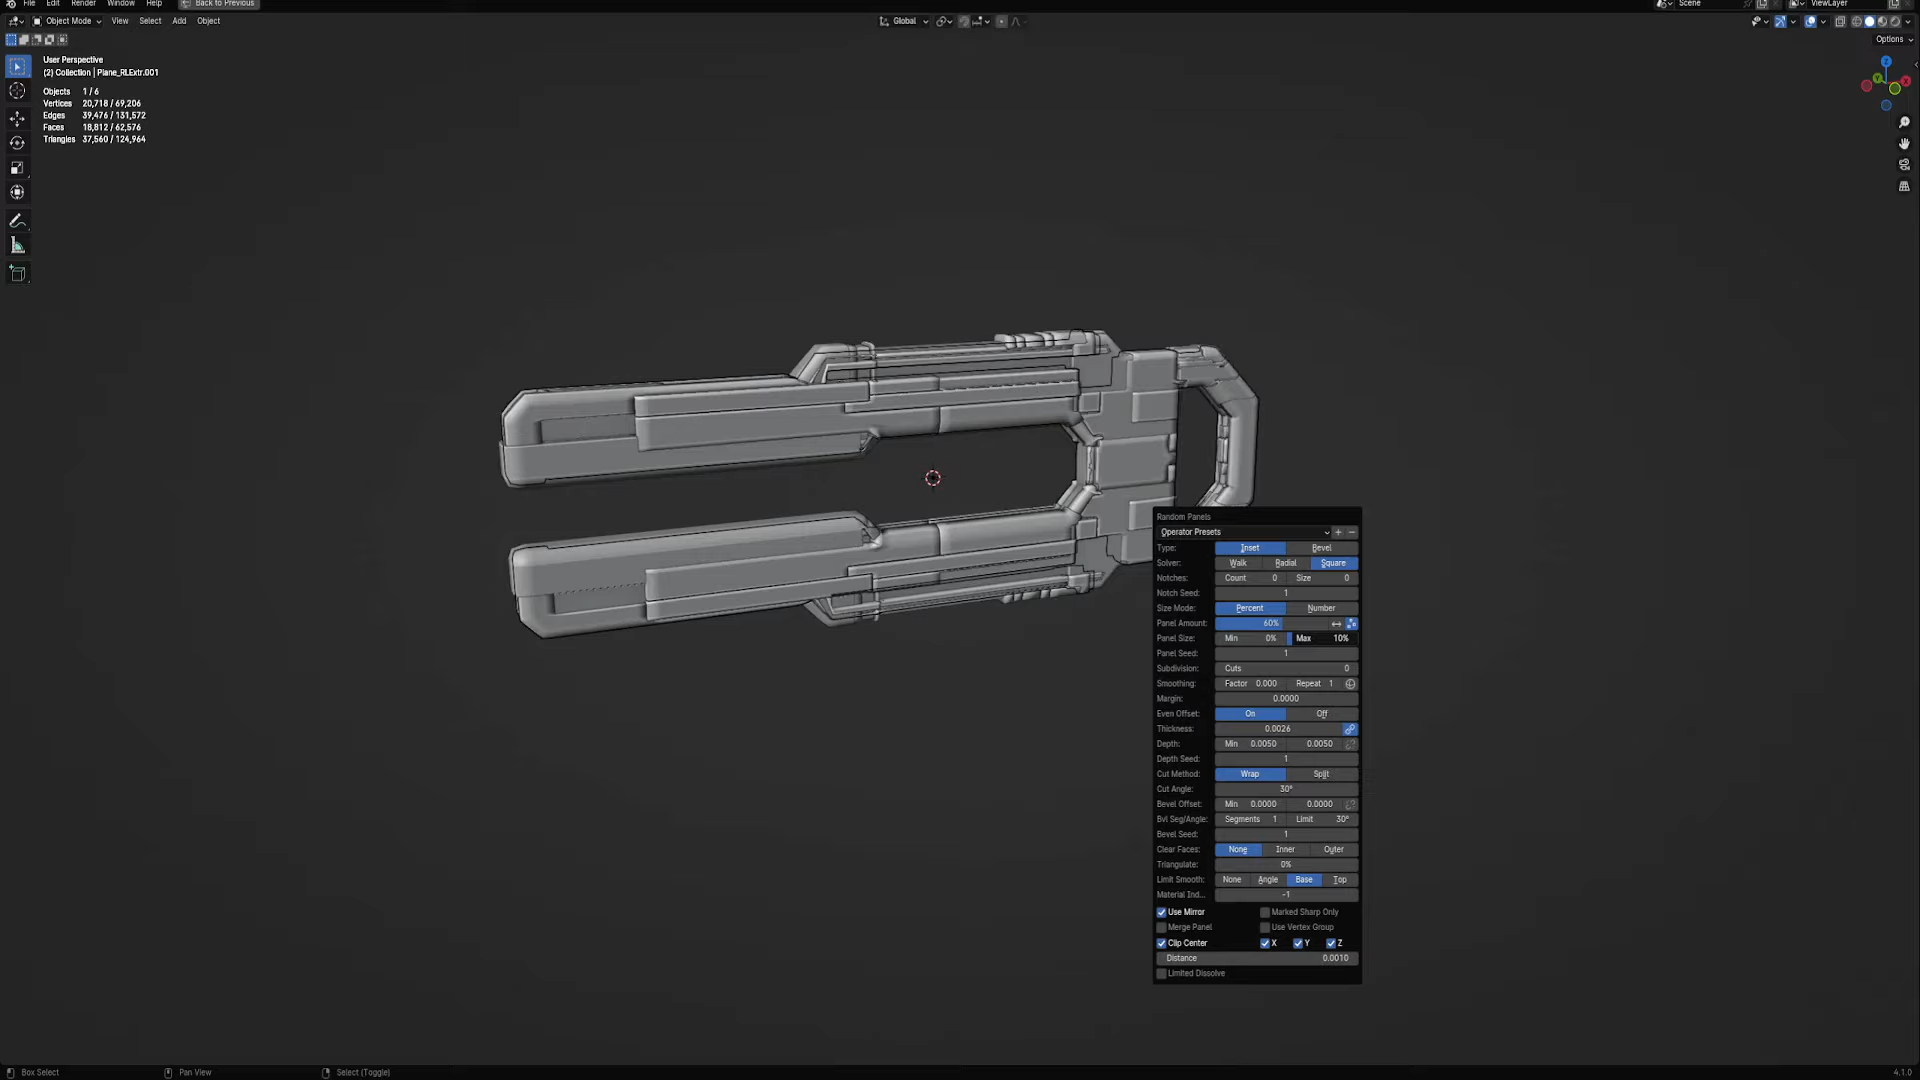 File Edit Render Window Help Back to Previous Scene ViewLayer
Object Mode View Select Add Object Global
Options
User Perspective
(2) Collection | Plane_RLExtr.001
Objects 1 / 6
Vertices 20,718 / 69,206
Edges 39,476 / 131,572
Faces 18,812 / 62,576
Triangles 37,560 / 124,964
Z
Y X
Random Panels
Operator Presets
Type: Inset Bevel
Solver: Walk Radial Square
Notches: Count 0 Size 0
Notch Seed: 1
Size Mode: Percent Number
Panel Amount: 60%
Panel Size: Min 0% Max 10%
Panel Seed: 1
Subdivision: Cuts 0
Smoothing: Factor 0.000 Repeat 1
Margin: 0.0000
Even Offset: On Off
Thickness: 0.0026
Depth: Min 0.0050 0.0050
Depth Seed: 1
Cut Method: Wrap Split
Cut Angle: 30°
Bevel Offset: Min 0.0000 0.0000
Bvl Seg/Angle: Segments 1 Limit 30°
Bevel Seed: 1
Clear Faces: None Inner Outer
Triangulate: 0%
Limit Smooth: None Angle Base Top
Material Ind... -1
Use Mirror Marked Sharp Only
Merge Panel Use Vertex Group
Clip Center X Y Z
Distance 0.0010
Limited Dissolve
Box Select Pan View Select (Toggle) 4.1.0